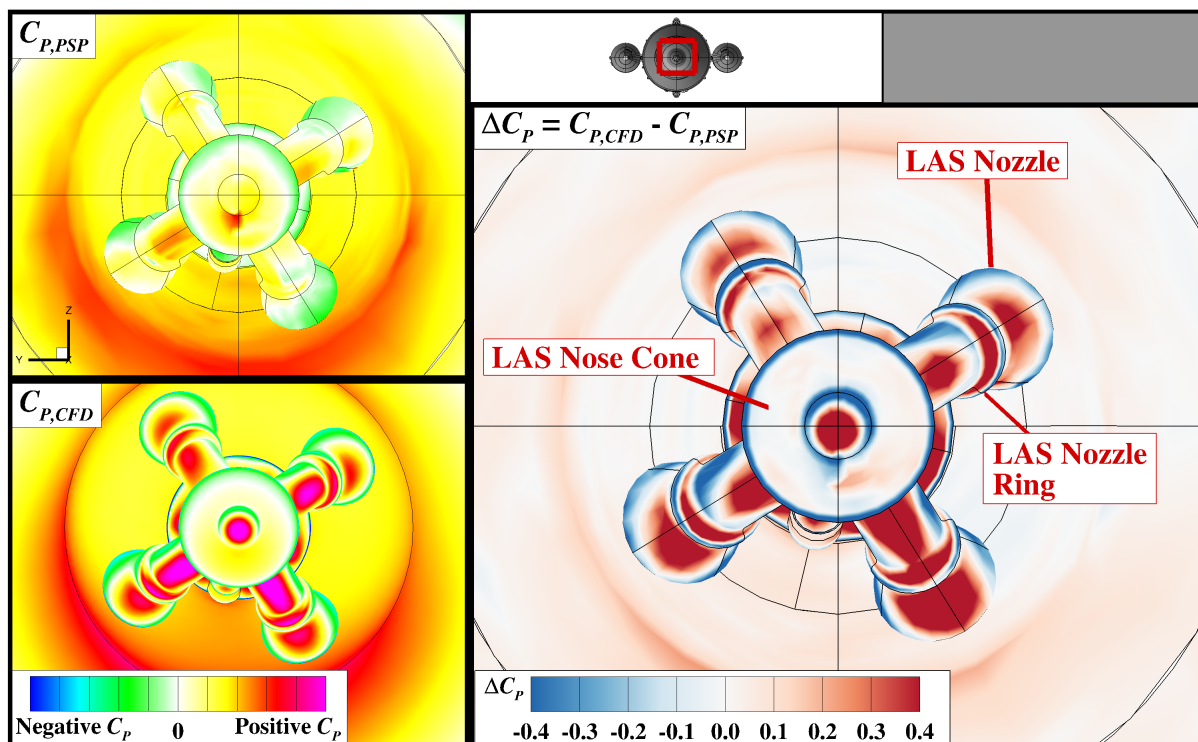 C_P,PSP
Z
Y
X
C_P,CFD
Negative C_P 0 Positive C_P
ΔC_P = C_P,CFD - C_P,PSP
LAS Nozzle
LAS Nose Cone
LAS Nozzle
Ring
ΔC_P
-0.4 -0.3 -0.2 -0.1 0.0 0.1 0.2 0.3 0.4